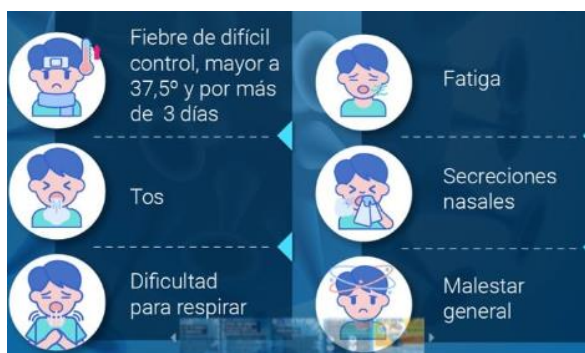 Fiebre de difícil
control, mayor a
37,5º y por más
de 3 días
Fatiga
Tos
Secreciones
nasales
Dificultad
para respirar
Malestar
general